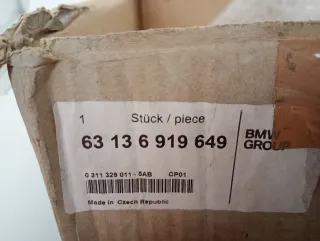 1 Stück / piece
63 13 6 919 649
BMW
GROUP
0 311 329 011 - 5AB CP01
Made in Czech Republic